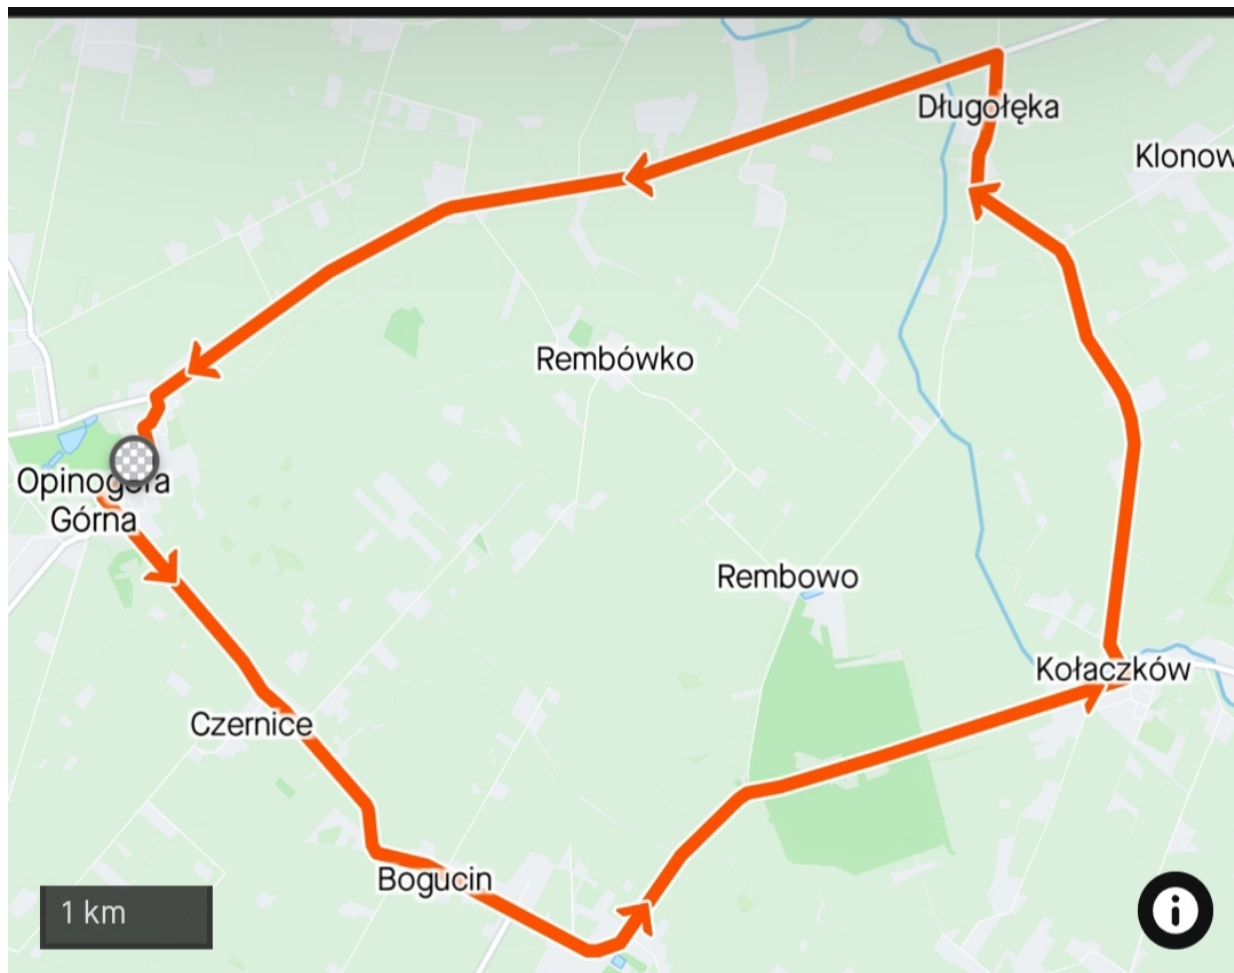 Długołęka
Klonow
Rembówko
Opinogóra
Górna
Rembowo
Kołaczków
Czernice
Bogucin
1 km